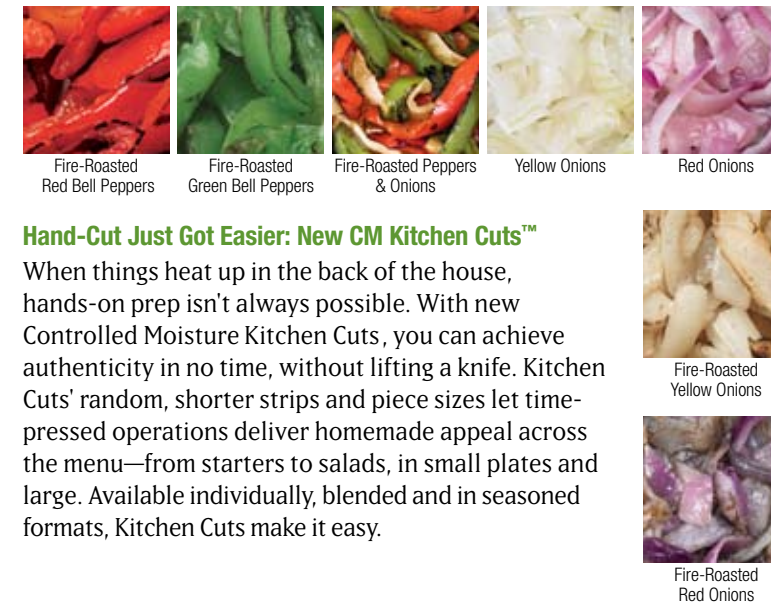 Fire-Roasted
Red Bell Peppers
Fire-Roasted
Green Bell Peppers
Fire-Roasted Peppers
& Onions
Yellow Onions
Red Onions
Hand-Cut Just Got Easier: New CM Kitchen Cuts™
When things heat up in the back of the house,
hands-on prep isn't always possible. With new
Controlled Moisture Kitchen Cuts, you can achieve
authenticity in no time, without lifting a knife. Kitchen
Cuts' random, shorter strips and piece sizes let time-
pressed operations deliver homemade appeal across
the menu—from starters to salads, in small plates and
large. Available individually, blended and in seasoned
formats, Kitchen Cuts make it easy.
Fire-Roasted
Yellow Onions
Fire-Roasted
Red Onions